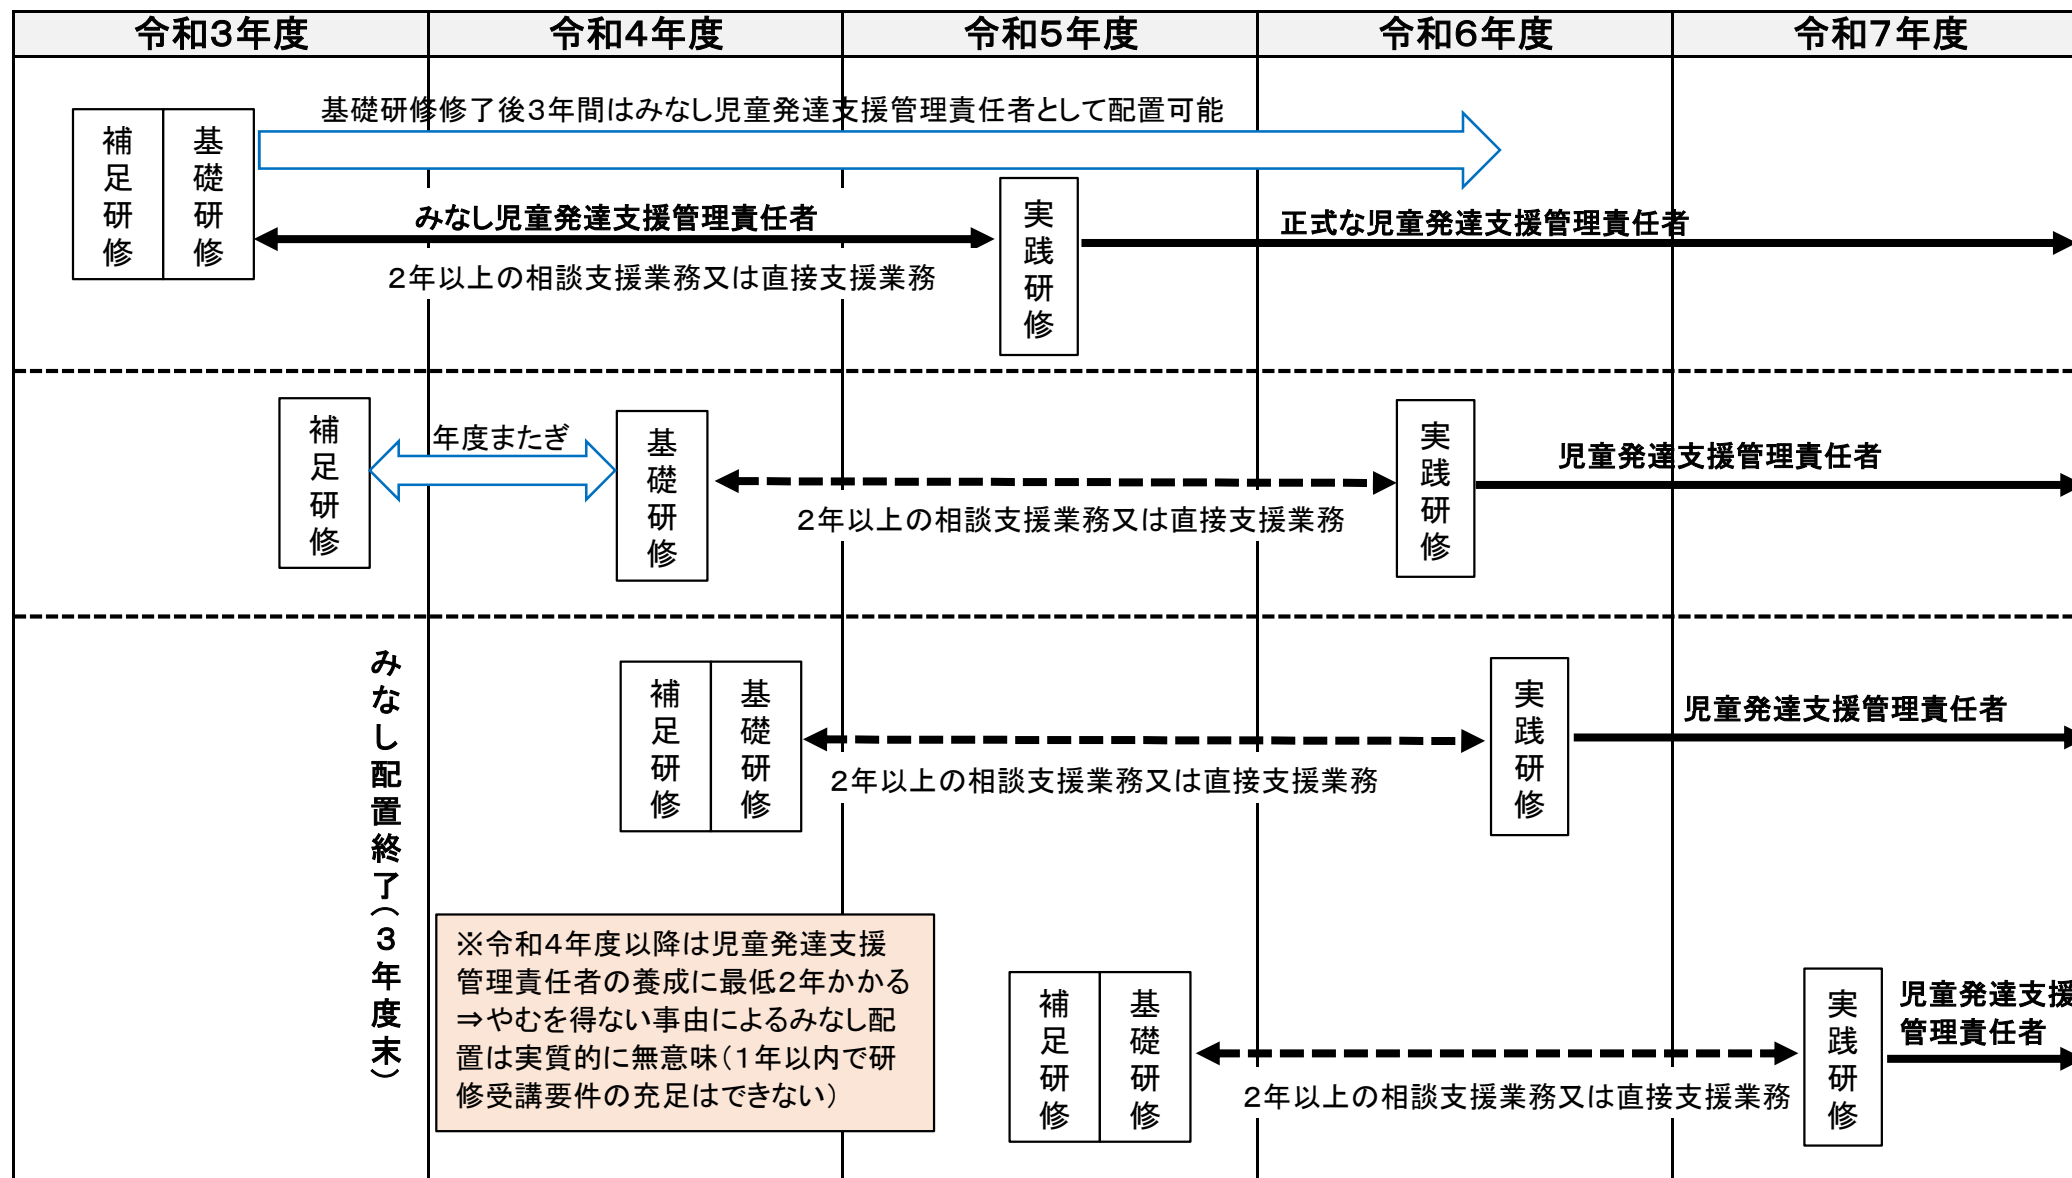 令和3年度
令和4年度
令和5年度
令和6年度
令和7年度
基礎研修修了後3年間はみなし児童発達支援管理責任者として配置可能
補足研修
基礎研修
みなし児童発達支援管理責任者
2年以上の相談支援業務又は直接支援業務
実践研修
正式な児童発達支援管理責任者
補足研修
年度またぎ
基礎研修
2年以上の相談支援業務又は直接支援業務
実践研修
児童発達支援管理責任者
みなし配置終了(3年度末)
補足研修
基礎研修
2年以上の相談支援業務又は直接支援業務
実践研修
児童発達支援管理責任者
※令和4年度以降は児童発達支援
管理責任者の養成に最低2年かかる
⇒やむを得ない事由によるみなし配
置は実質的に無意味(1年以内で研
修受講要件の充足はできない)
補足研修
基礎研修
2年以上の相談支援業務又は直接支援業務
実践研修
児童発達支援
管理責任者